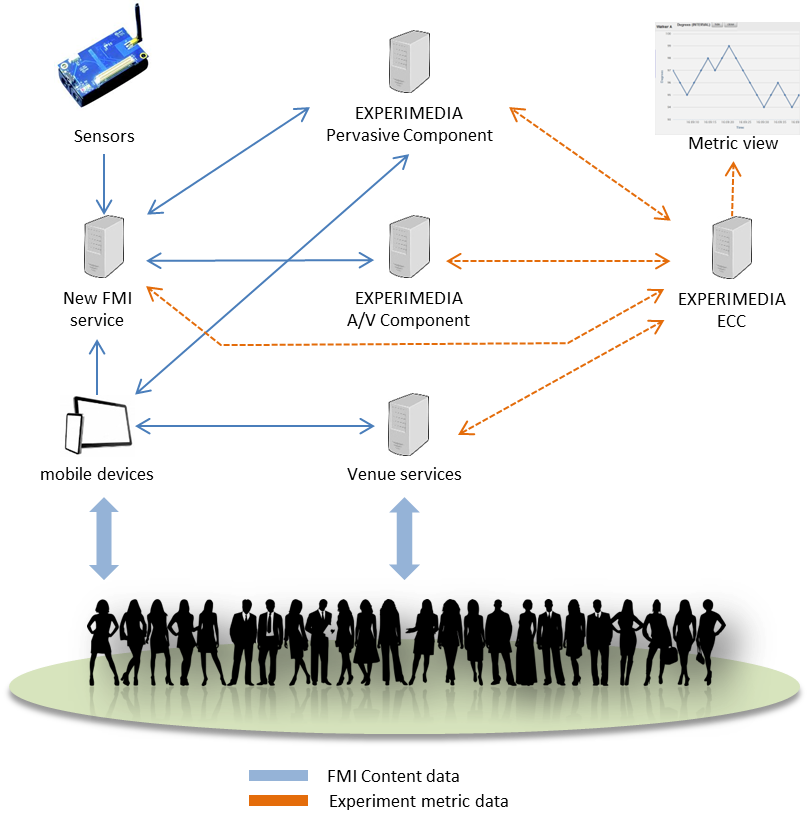 EXPERIMEDIA
Pervasive Component
Sensors
Metric view
New FMI
service
EXPERIMEDIA
A/V Component
EXPERIMEDIA
ECC
mobile devices
Venue services
FMI Content data
Experiment metric data